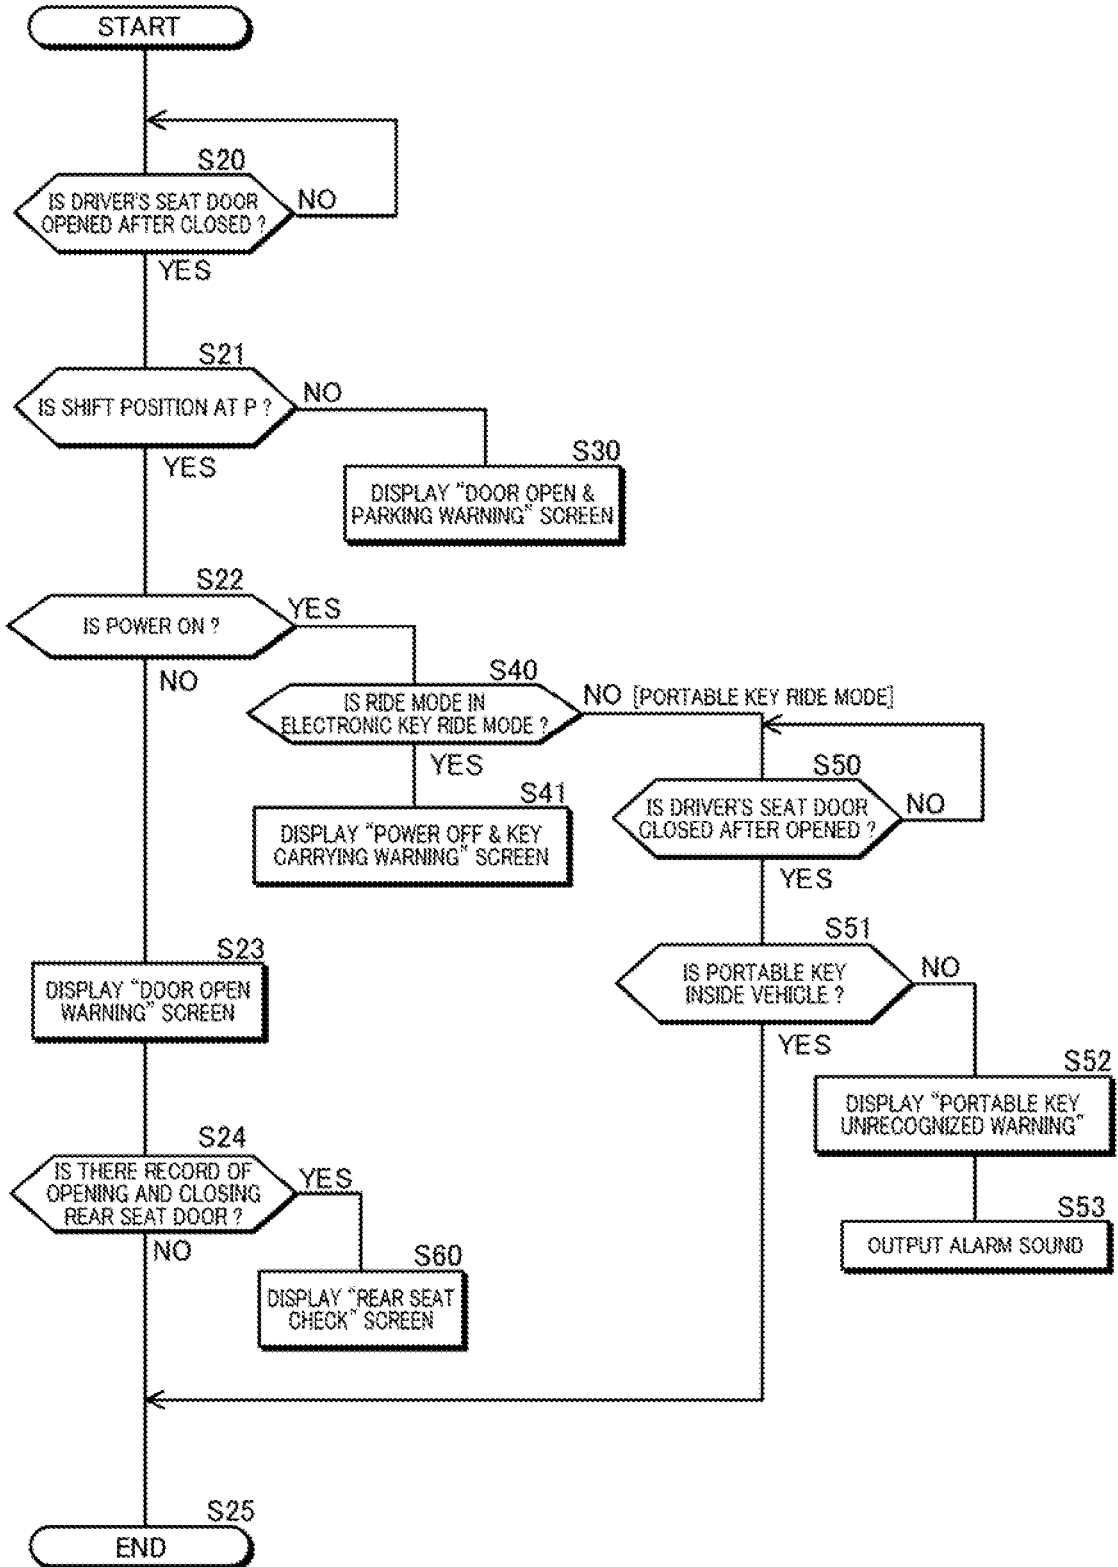 START
S20
IS DRIVER'S SEAT DOOR
OPENED AFTER CLOSED ?
NO
YES
S21
IS SHIFT POSITION AT P ?
NO
YES
S30
DISPLAY “DOOR OPEN &
PARKING WARNING” SCREEN
S22
IS POWER ON ?
YES
NO
S40
IS RIDE MODE IN
ELECTRONIC KEY RIDE MODE ?
NO [PORTABLE KEY RIDE MODE]
YES
S41
DISPLAY “POWER OFF & KEY
CARRYING WARNING” SCREEN
S50
IS DRIVER'S SEAT DOOR
CLOSED AFTER OPENED ?
NO
YES
S51
IS PORTABLE KEY
INSIDE VEHICLE ?
NO
YES
S52
DISPLAY “PORTABLE KEY
UNRECOGNIZED WARNING”
S53
OUTPUT ALARM SOUND
S23
DISPLAY “DOOR OPEN
WARNING” SCREEN
S24
IS THERE RECORD OF
OPENING AND CLOSING
REAR SEAT DOOR ?
YES
NO
S60
DISPLAY “REAR SEAT
CHECK” SCREEN
S25
END